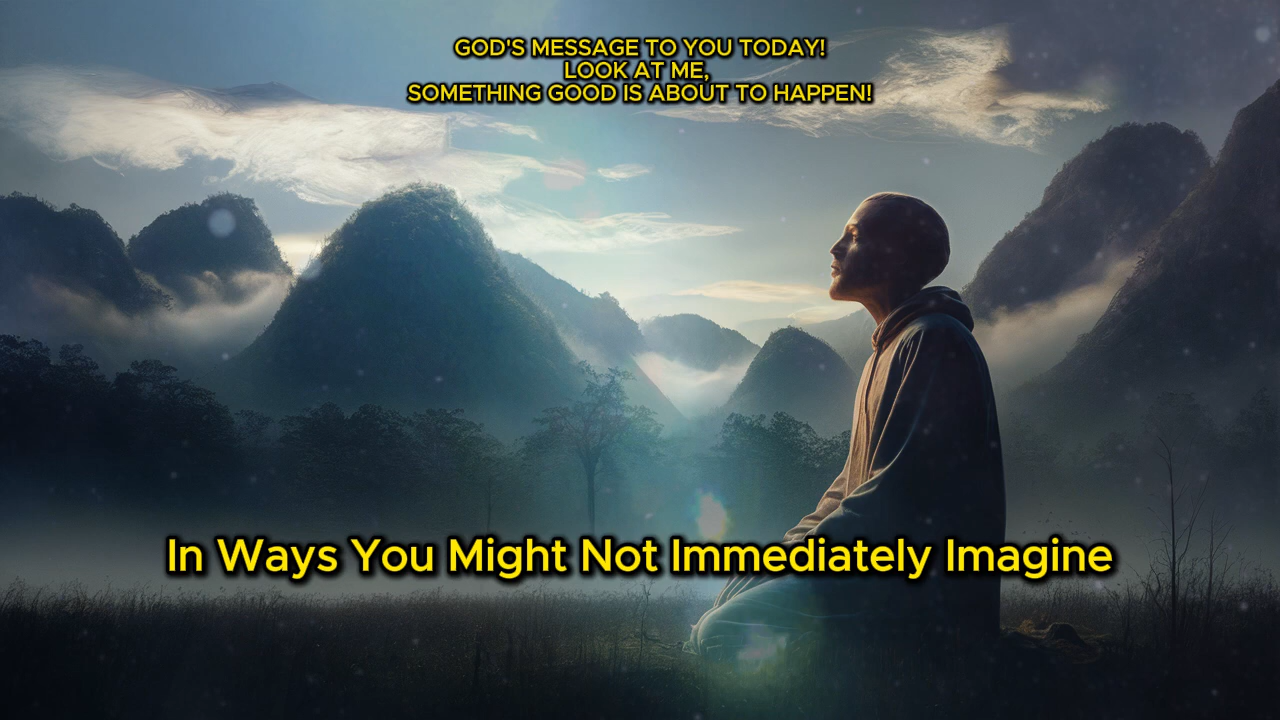 GOD'S MESSAGE TO YOU TODAY!
LOOK AT ME,
SOMETHING GOOD IS ABOUT TO HAPPEN!
In Ways You Might Not Immediately Imagine